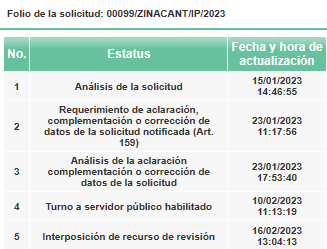 Folio de la solicitud: 00099/ZINACANT/IP/2023
No. Estatus Fecha y hora de
actualización
1 Análisis de la solicitud 15/01/2023
14:46:55
2 Requerimiento de aclaración,
complementación o corrección de
datos de la solicitud notificada (Art.
159) 23/01/2023
11:17:56
3 Análisis de la aclaración
complementación o corrección de
datos de la solicitud 23/01/2023
17:53:40
4 Turno a servidor público habilitado 10/02/2023
11:13:19
5 Interposición de recurso de revisión 16/02/2023
13:04:13